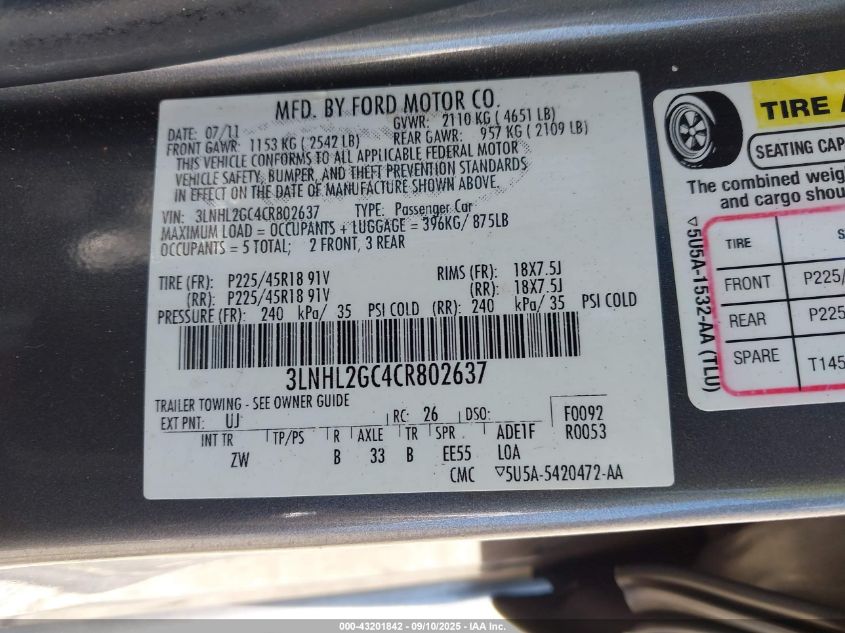 MFD. BY FORD MOTOR CO.
DATE: 07/11 GVWR: 2110 KG ( 4651 LB)
FRONT GAWR: 1153 KG ( 2542 LB) REAR GAWR: 957 KG ( 2109 LB)
THIS VEHICLE CONFORMS TO ALL APPLICABLE FEDERAL MOTOR
VEHICLE SAFETY, BUMPER, AND THEFT PREVENTION STANDARDS
IN EFFECT ON THE DATE OF MANUFACTURE SHOWN ABOVE.
VIN: 3LNHL2GC4CR802637 TYPE: Passenger Car
MAXIMUM LOAD = OCCUPANTS + LUGGAGE = 396KG/ 875LB
OCCUPANTS = 5 TOTAL; 2 FRONT, 3 REAR
TIRE (FR): P225/45R18 91V RIMS (FR): 18X7.5J
(RR): P225/45R18 91V (RR): 18X7.5J
PRESSURE (FR): 240 kPa/ 35 PSI COLD (RR): 240 kPa/ 35 PSI COLD
3LNHL2GC4CR802637
TRAILER TOWING - SEE OWNER GUIDE
EXT PNT: UJ RC: 26 DSO: F0092
INT TR TP/PS R AXLE TR SPR ADE1F R0053
ZW B 33 B EE55 LOA
CMC ▽5U5A-5420472-AA
TIRE A
SEATING CAP
The combined weig
and cargo shou
▽5U5A-1532-AA (TLU)
TIRE S
FRONT P225/
REAR P225
SPARE T145
000-43201842 - 09/10/2025 - IAA Inc.